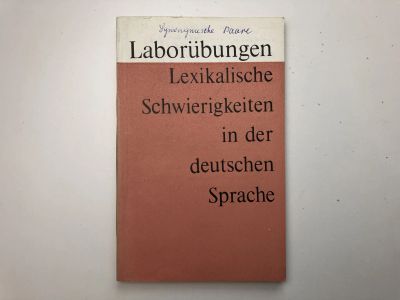 Synonymische Paare
Laborübungen
Lexikalische
Schwierigkeiten
in der
deutschen
Sprache